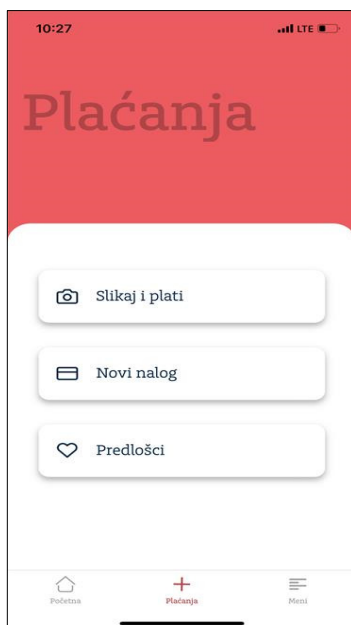 10:27
LTE
Plaćanja
Slikaj i plati
Novi nalog
Predlošci
Početna
Plaćanja
Meni